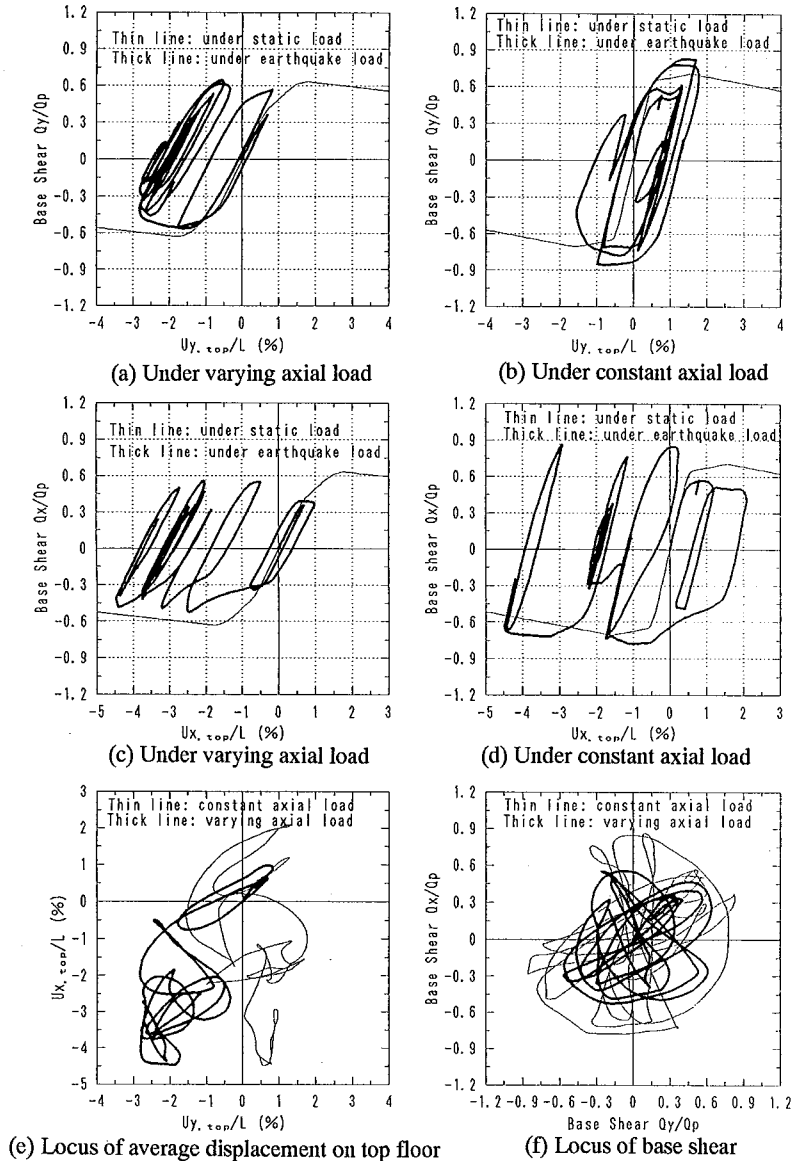 1.2
0.9
0.6
0.3
0
-0.3
-0.6
-0.9
-1.2
Base Shear Qy/Qp
Thin line: under static load
Thick line: under earthquake load
-4 -3 -2 -1 0 1 2 3 4
Uy,top/L (%)
(a) Under varying axial load
1.2
0.9
0.6
0.3
0
-0.3
-0.6
-0.9
-1.2
Base shear Qy/Qp
Thin line: under static load
Thick line: under earthquake load
-4 -3 -2 -1 0 1 2 3 4
Uy,top/L (%)
(b) Under constant axial load
1.2
0.9
0.6
0.3
0
-0.3
-0.6
-0.9
-1.2
Base Shear Qx/Qp
Thin line: under static load
Thick line: under earthquake load
-5 -4 -3 -2 -1 0 1 2 3
Ux,top/L (%)
(c) Under varying axial load
1.2
0.9
0.6
0.3
0
-0.3
-0.6
-0.9
-1.2
Base shear Qx/Qp
Thin line: under static load
Thick line: under earthquake load
-5 -4 -3 -2 -1 0 1 2 3
Ux,top/L (%)
(d) Under constant axial load
3
2
1
0
-1
-2
-3
-4
-5
Ux,top/L (%)
Thin line: constant axial load
Thick line: varying axial load
-4 -3 -2 -1 0 1 2 3 4
Uy,top/L (%)
(e) Locus of average displacement on top floor
1.2
0.9
0.6
0.3
0
-0.3
-0.6
-0.9
-1.2
Base Shear Qx/Qp
Thin line: constant axial load
Thick line: varying axial load
-1.2 -0.9 -0.6 -0.3 0 0.3 0.6 0.9 1.2
Base Shear Qy/Qp
(f) Locus of base shear